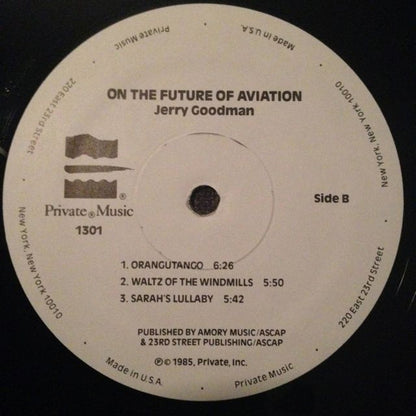 ON THE FUTURE OF AVIATION
Jerry Goodman
Private® Music
1301
Side B
1. ORANGUTANGO 6:26
2. WALTZ OF THE WINDMILLS 5:50
3. SARAH'S LULLABY 5:42
PUBLISHED BY AMORY MUSIC/ASCAP
& 23RD STREET PUBLISHING/ASCAP
℗© 1985, Private, Inc.
Private Music
Made in U.S.A.
New York, New York 10010
220 East 23rd Street
Private Music
Made in U.S.A.
New York, New York 10010
220 East 23rd Street